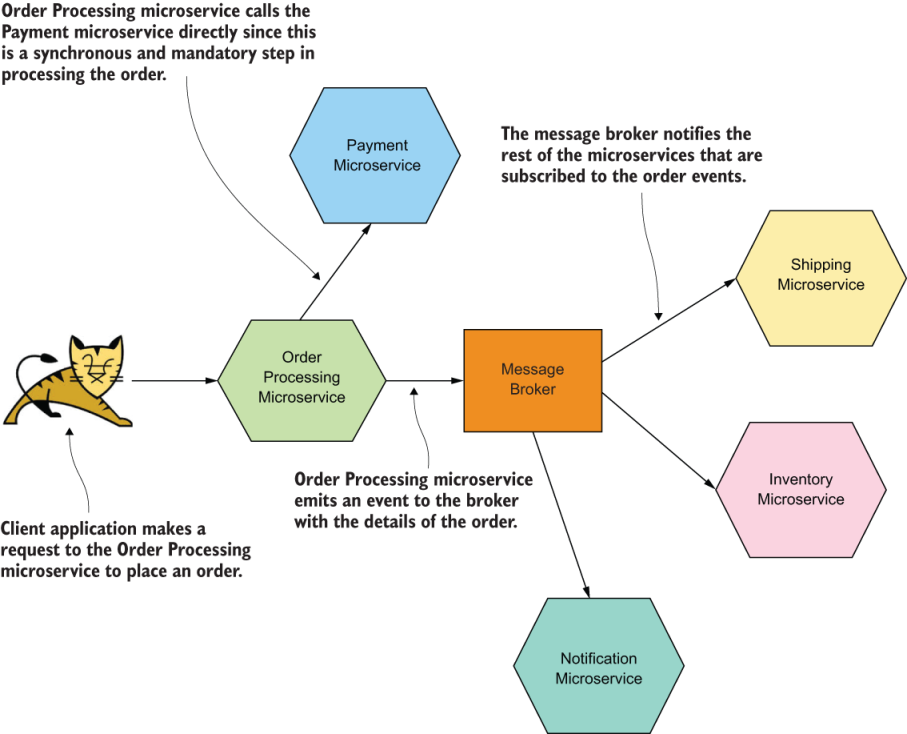 Order Processing microservice calls the
Payment microservice directly since this
is a synchronous and mandatory step in
processing the order.
Payment
Microservice
The message broker notifies the
rest of the microservices that are
subscribed to the order events.
Shipping
Microservice
Order
Processing
Microservice
Message
Broker
Order Processing microservice
emits an event to the broker
with the details of the order.
Inventory
Microservice
Client application makes a
request to the Order Processing
microservice to place an order.
Notification
Microservice